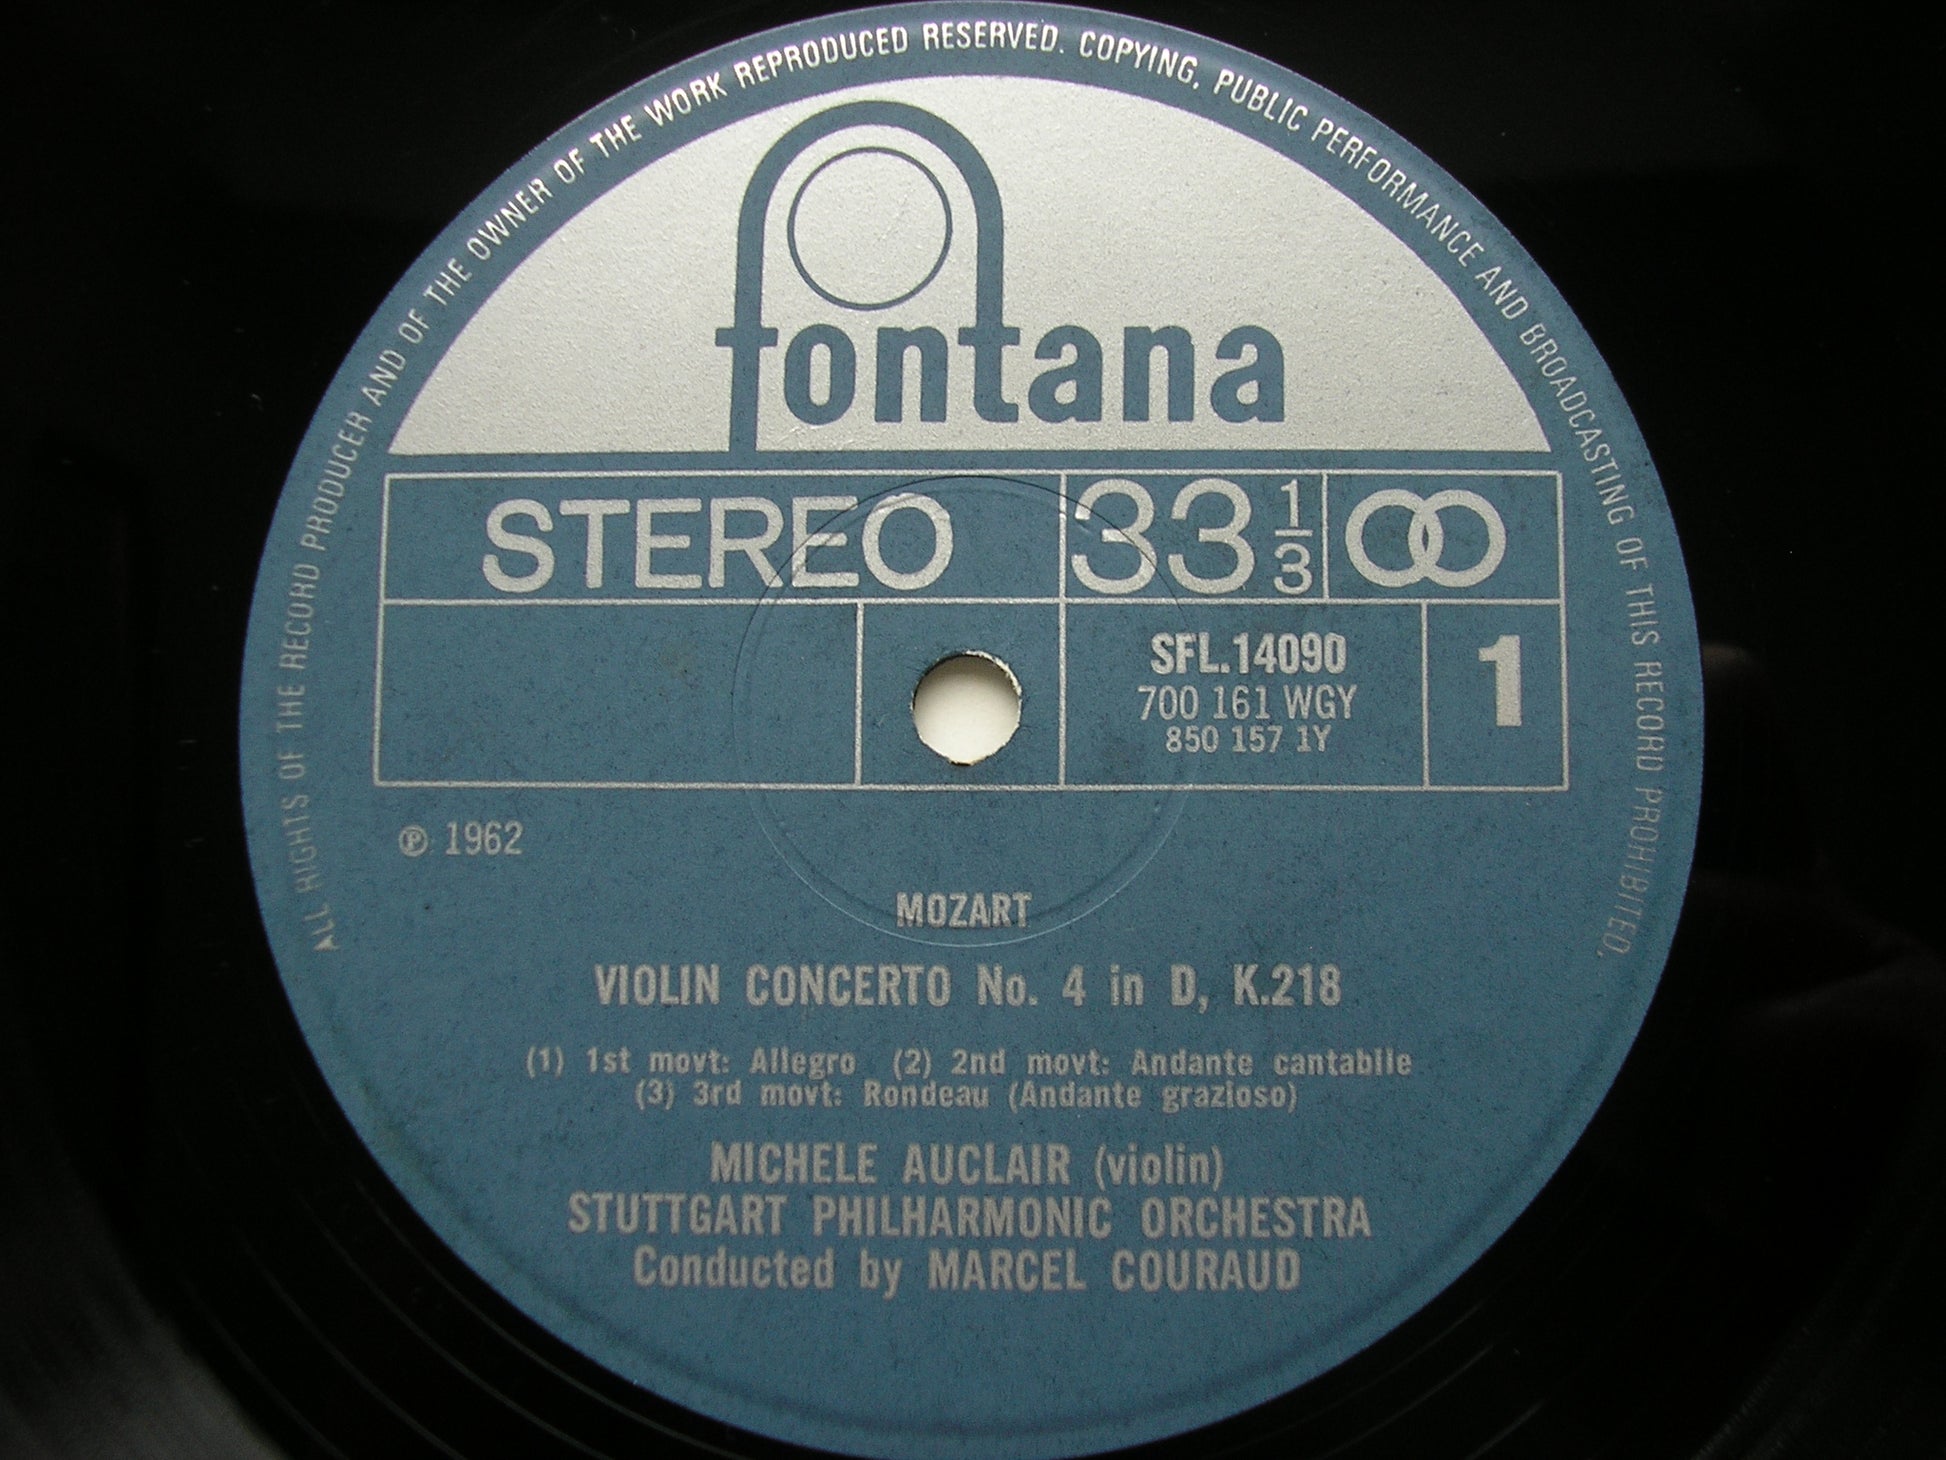 ALL RIGHTS OF THE RECORD PRODUCER AND OF THE OWNER OF THE WORK REPRODUCED RESERVED. COPYING, PUBLIC PERFORMANCE AND BROADCASTING OF THIS RECORD PROHIBITED.
fontana
STEREO 33 1/3
SFL.14090 1
700 161 WGY
850 157 1Y
℗ 1962
MOZART
VIOLIN CONCERTO No. 4 in D, K.218
(1) 1st movt: Allegro (2) 2nd movt: Andante cantabile
(3) 3rd movt: Rondeau (Andante grazioso)
MICHELE AUCLAIR (violin)
STUTTGART PHILHARMONIC ORCHESTRA
Conducted by MARCEL COURAUD